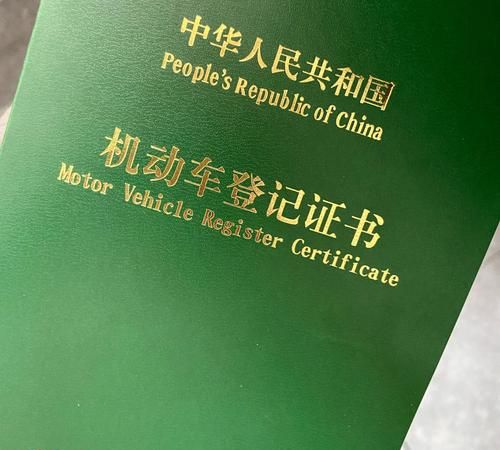 中华人民共和国
People's Republic of China
机动车登记证书
Motor Vehicle Register Certificate